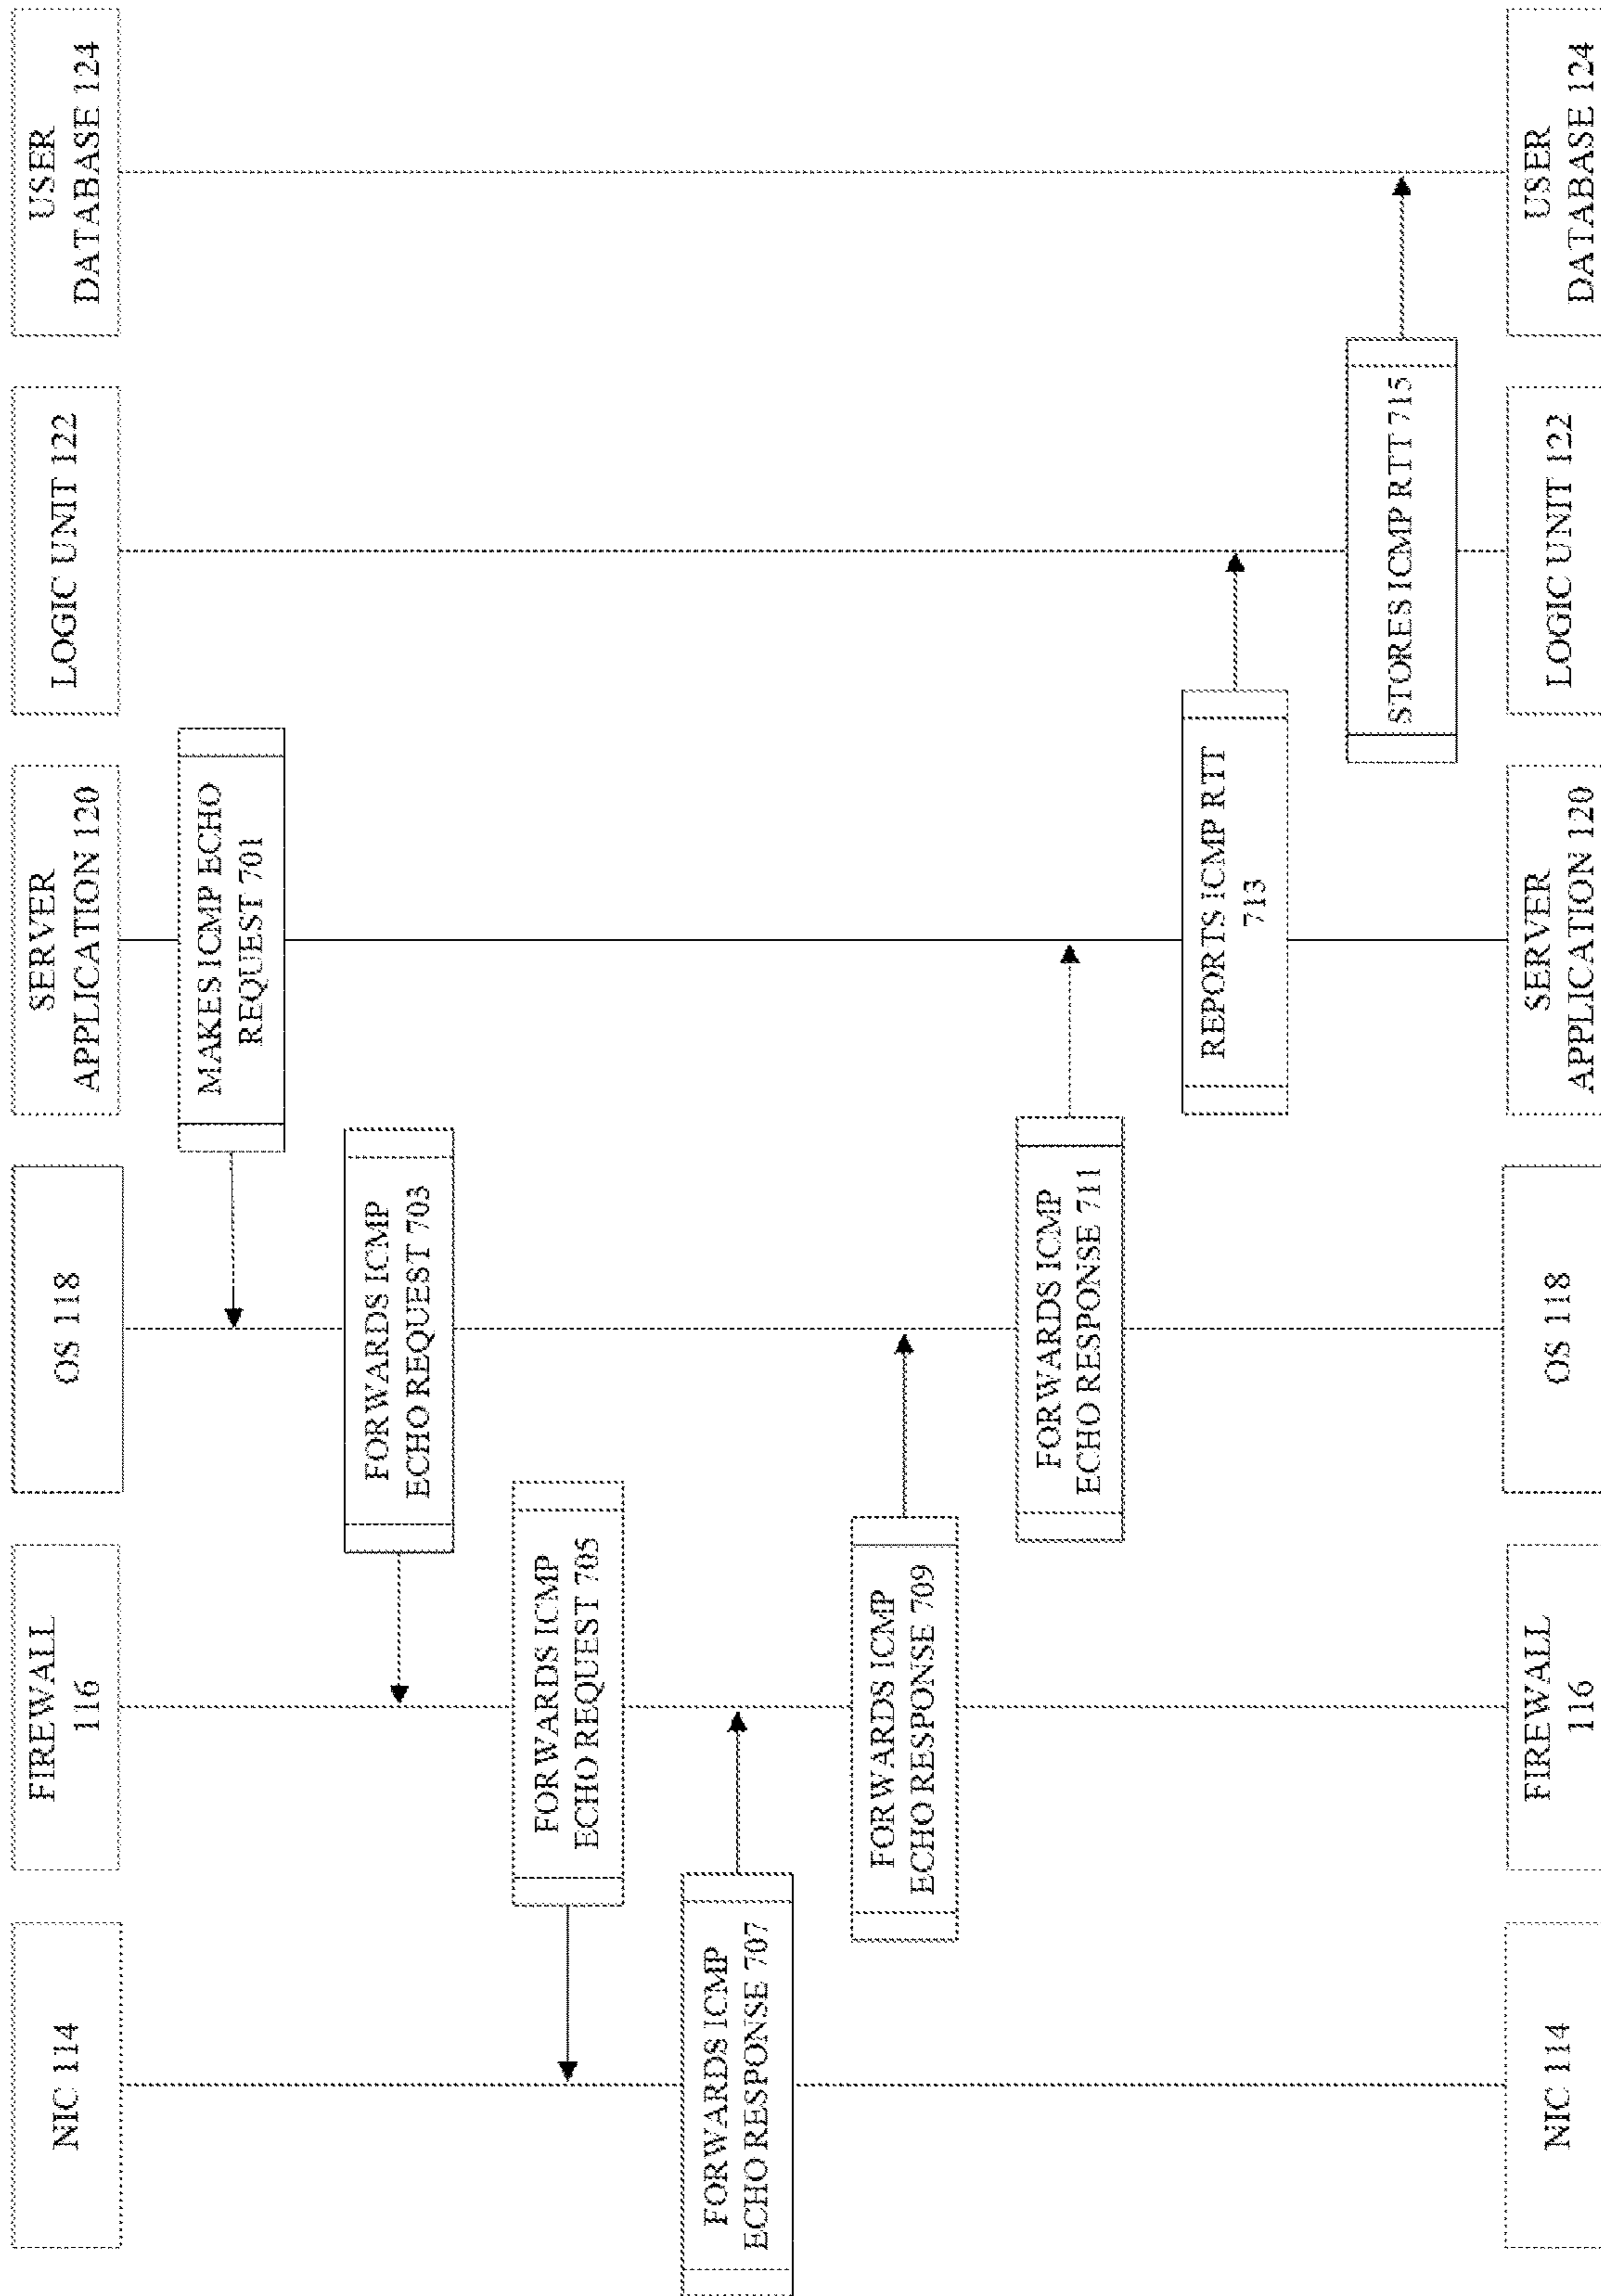 NIC 114
FIREWALL
116
OS 118
SERVER
APPLICATION 120
LOGIC UNIT 122
USER
DATABASE 124
MAKES ICMP ECHO
REQUEST 701
FORWARDS ICMP
ECHO REQUEST 703
FORWARDS ICMP
ECHO REQUEST 705
FORWARDS ICMP
ECHO RESPONSE 707
FORWARDS ICMP
ECHO RESPONSE 709
FORWARDS ICMP
ECHO RESPONSE 711
REPORTS ICMP RTT
713
STORES ICMP RTT 715
NIC 114
FIREWALL
116
OS 118
SERVER
APPLICATION 120
LOGIC UNIT 122
USER
DATABASE 124